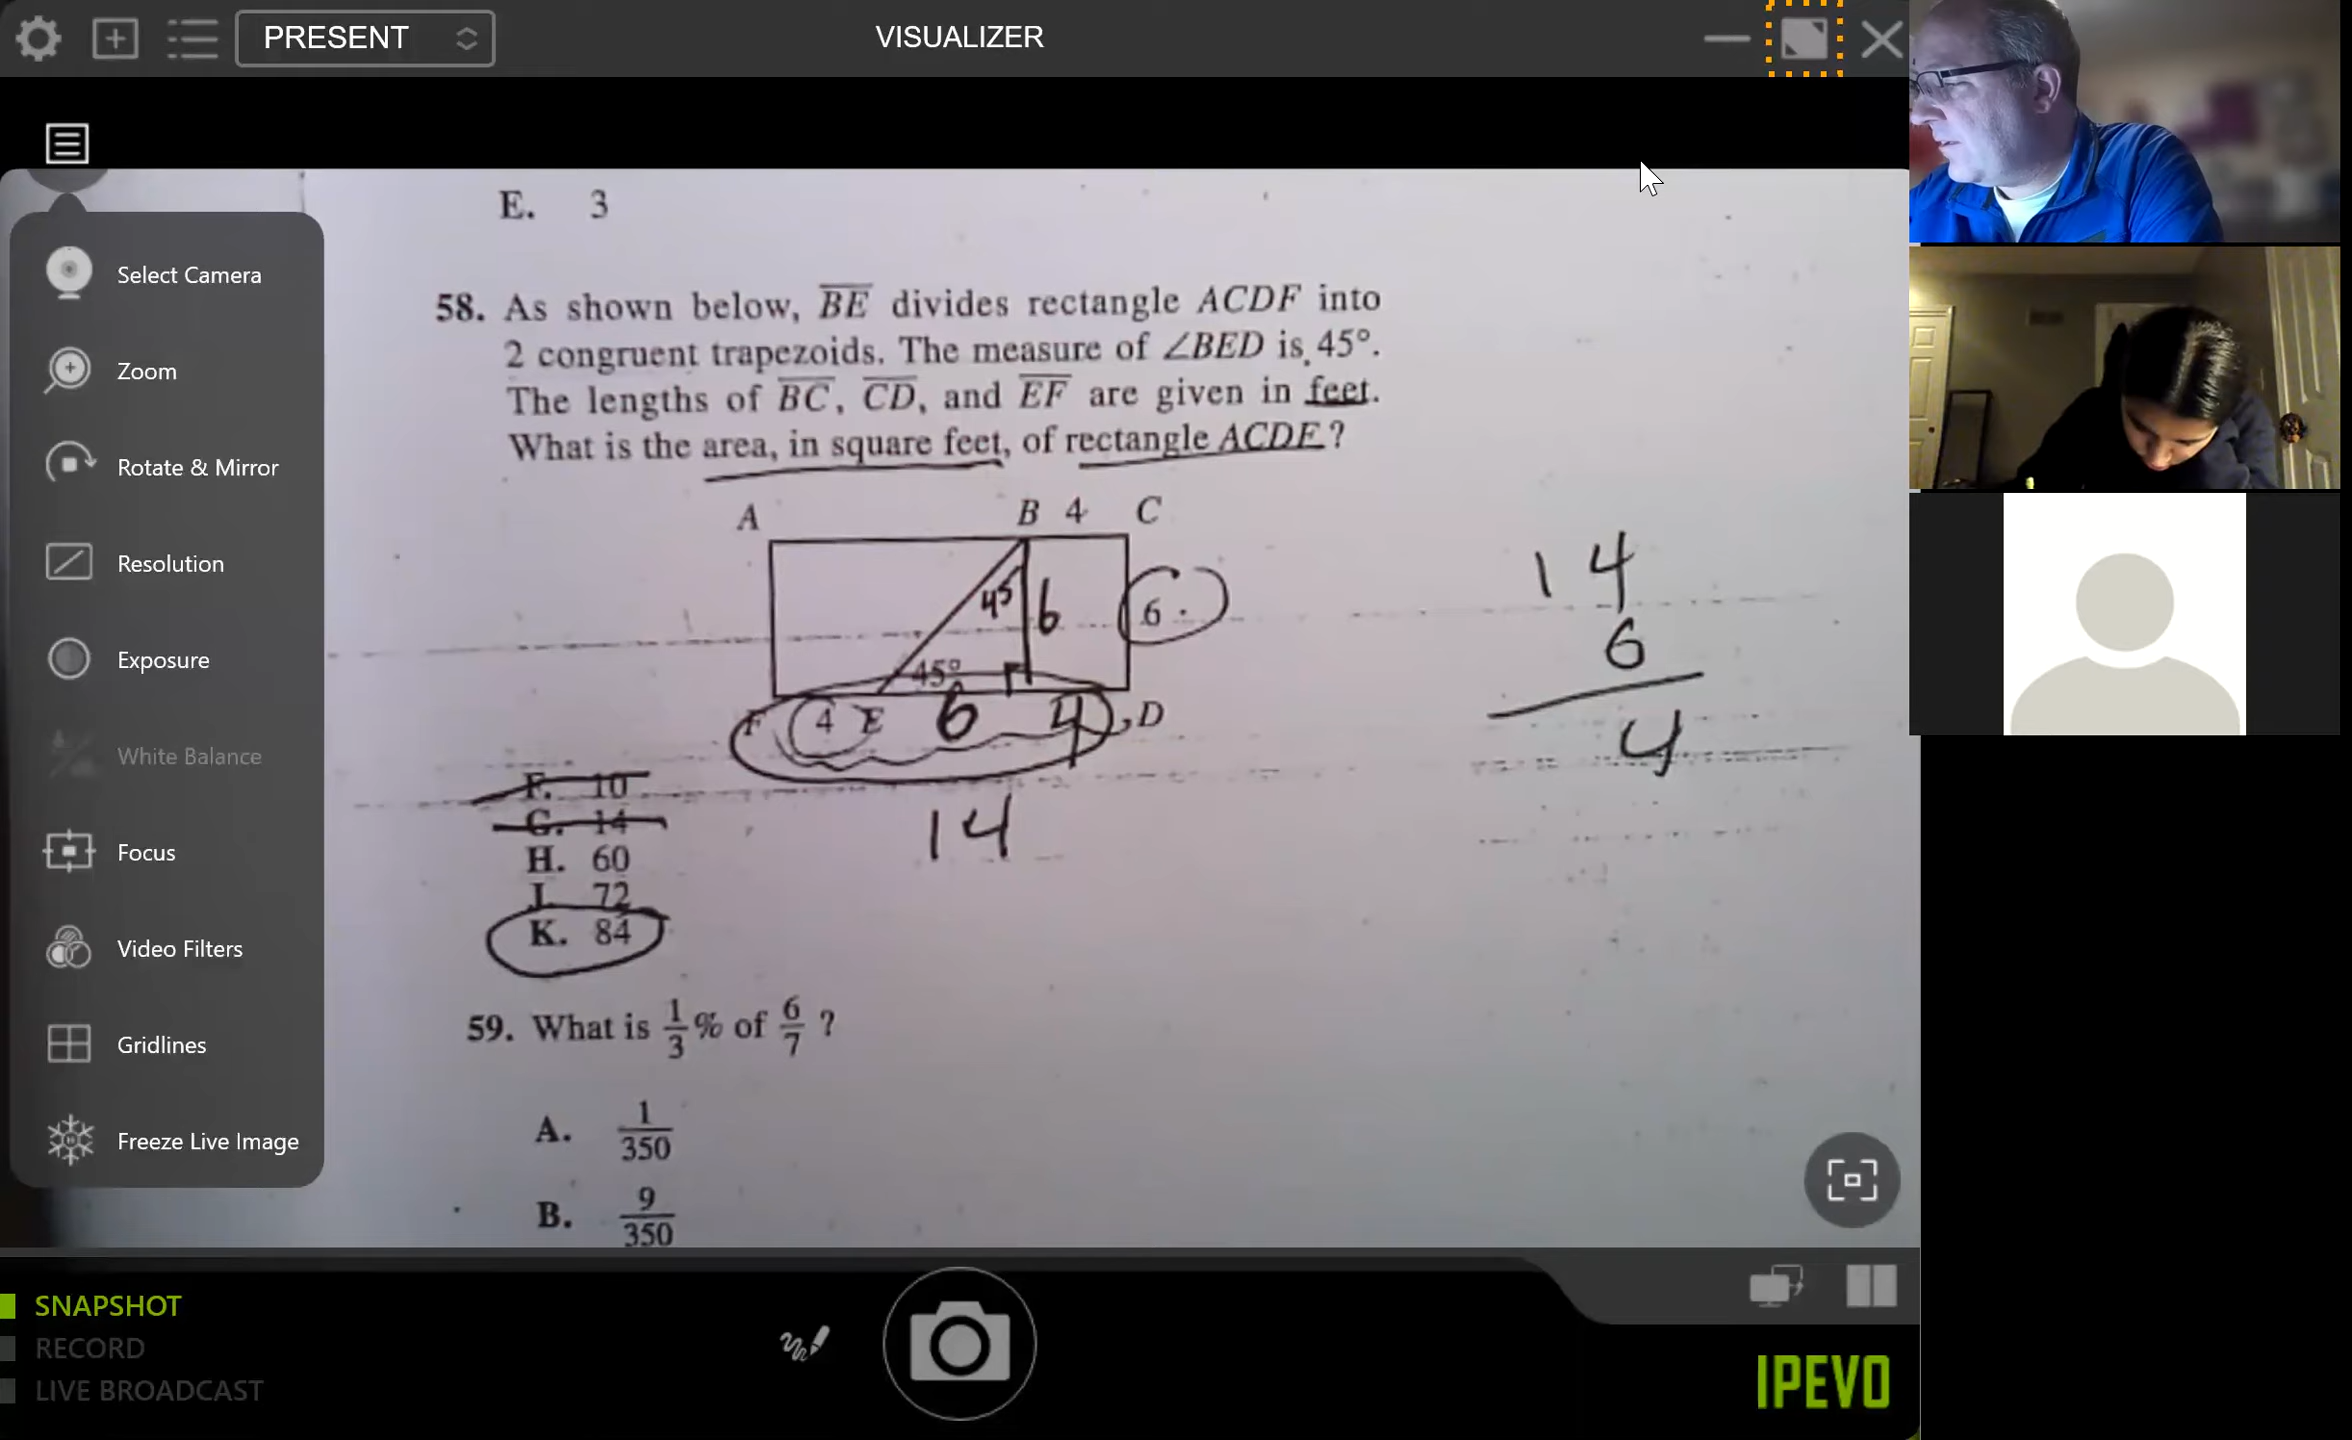 PRESENT
VISUALIZER
Select Camera
Zoom
Rotate & Mirror
Resolution
Exposure
White Balance
Focus
Video Filters
Gridlines
Freeze Live Image
E. 3
58. As shown below, BE divides rectangle ACDF into
2 congruent trapezoids. The measure of ∠BED is 45°.
The lengths of BC, CD, and EF are given in feet.
What is the area, in square feet, of rectangle ACDF?
A B 4 C
45 6 6
45°
F 4 E 6 4 D
14
14
6
4
F. 10
G. 14
H. 60
J. 72
K. 84
59. What is 1/3% of 6/7 ?
A. 1/350
B. 9/350
SNAPSHOT
RECORD
LIVE BROADCAST
IPEVO